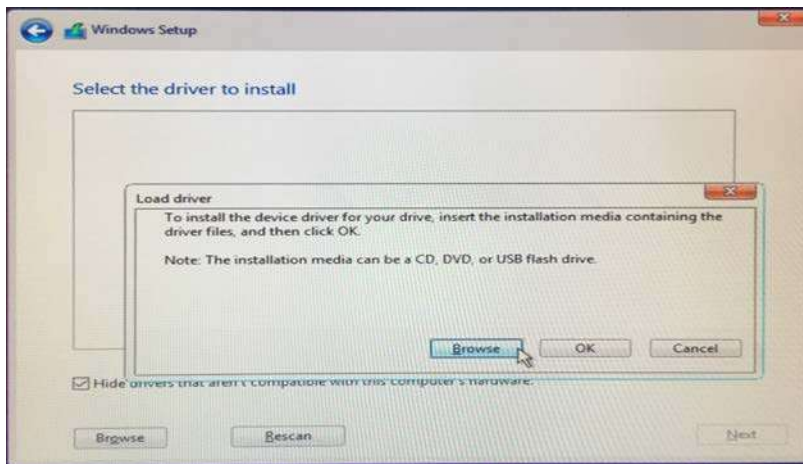 Windows Setup
Select the driver to install
Load driver
To install the device driver for your drive, insert the installation media containing the
driver files, and then click OK.
Note: The installation media can be a CD, DVD, or USB flash drive.
Browse
OK
Cancel
Hide drivers that aren't compatible with this computer's hardware.
Browse
Rescan
Next